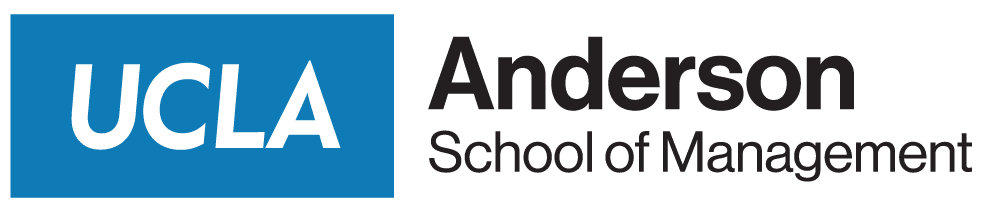 UCLA
Anderson
School of Management